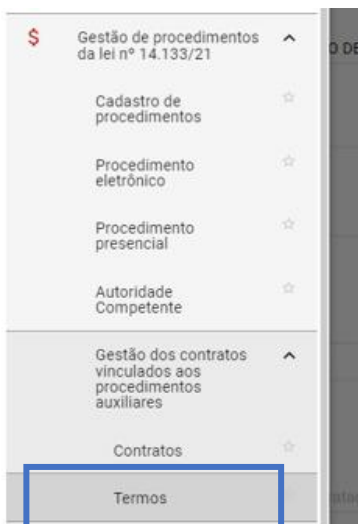 $ Gestão de procedimentos
da lei nº 14.133/21
O DE
Cadastro de
procedimentos
Procedimento
eletrônico
Procedimento
presencial
Autoridade
Competente
Gestão dos contratos
vinculados aos
procedimentos
auxiliares
Contratos
Termos